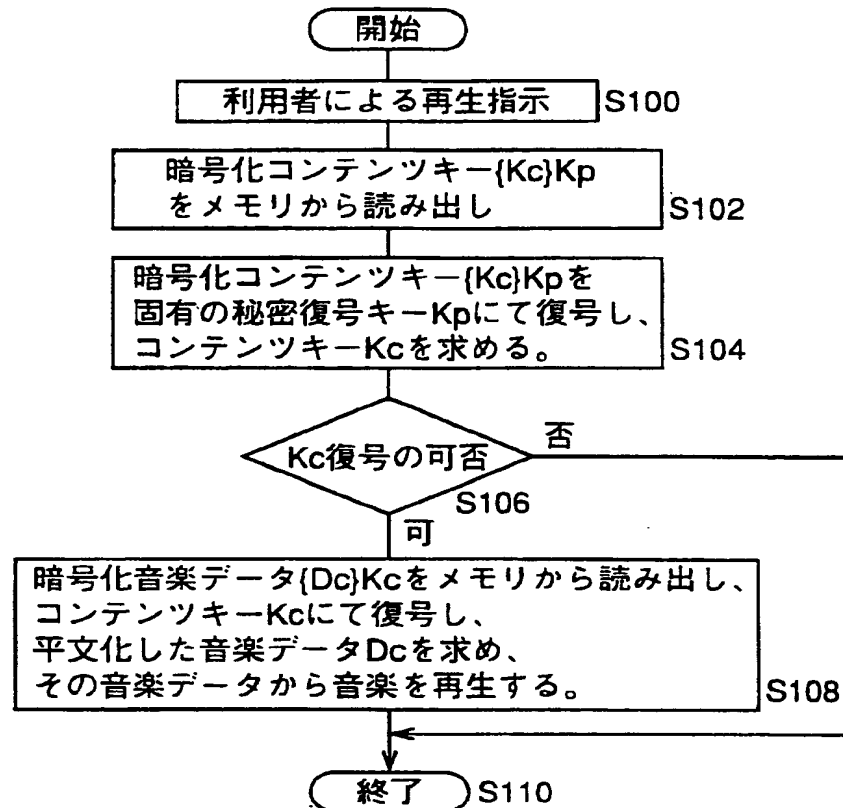 開始
利用者による再生指示 S100
暗号化コンテンツキー{Kc}Kp
をメモリから読み出し
S102
暗号化コンテンツキー{Kc}Kpを
固有の秘密復号キーKpにて復号し、
コンテンツキーKcを求める。
S104
否
Kc復号の可否
S106
可
暗号化音楽データ{Dc}Kcをメモリから読み出し、
コンテンツキーKcにて復号し、
平文化した音楽データDcを求め、
その音楽データから音楽を再生する。
S108
終了 S110